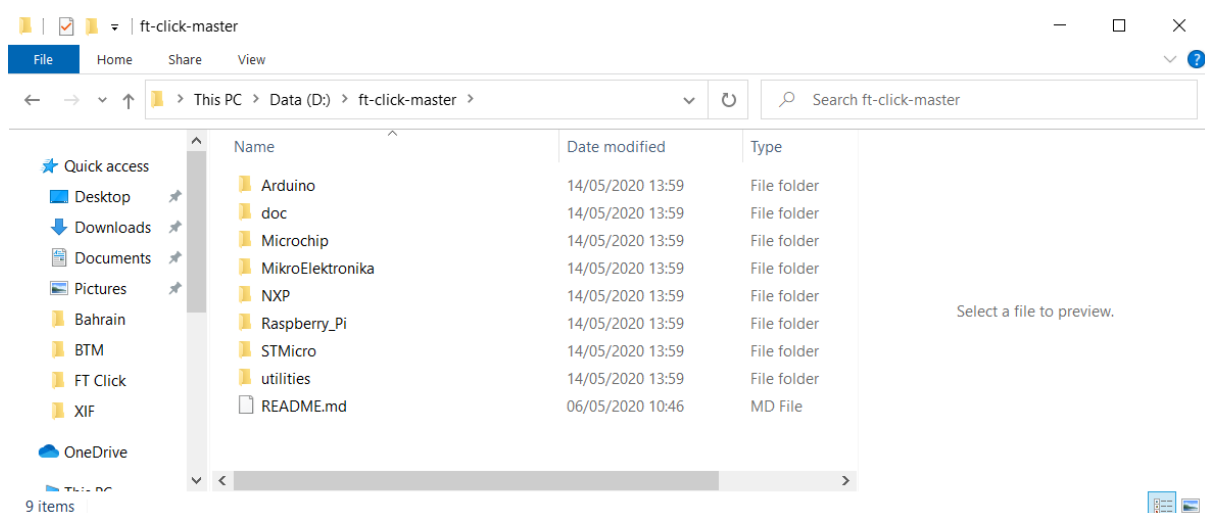 ft-click-master
File Home Share View
This PC > Data (D:) > ft-click-master >
Search ft-click-master
Name Date modified Type
Quick access
Desktop
Downloads
Documents
Pictures
Bahrain
BTM
FT Click
XIF
OneDrive
This PC
Arduino 14/05/2020 13:59 File folder
doc 14/05/2020 13:59 File folder
Microchip 14/05/2020 13:59 File folder
MikroElektronika 14/05/2020 13:59 File folder
NXP 14/05/2020 13:59 File folder
Raspberry_Pi 14/05/2020 13:59 File folder
STMicro 14/05/2020 13:59 File folder
utilities 14/05/2020 13:59 File folder
README.md 06/05/2020 10:46 MD File
Select a file to preview.
9 items